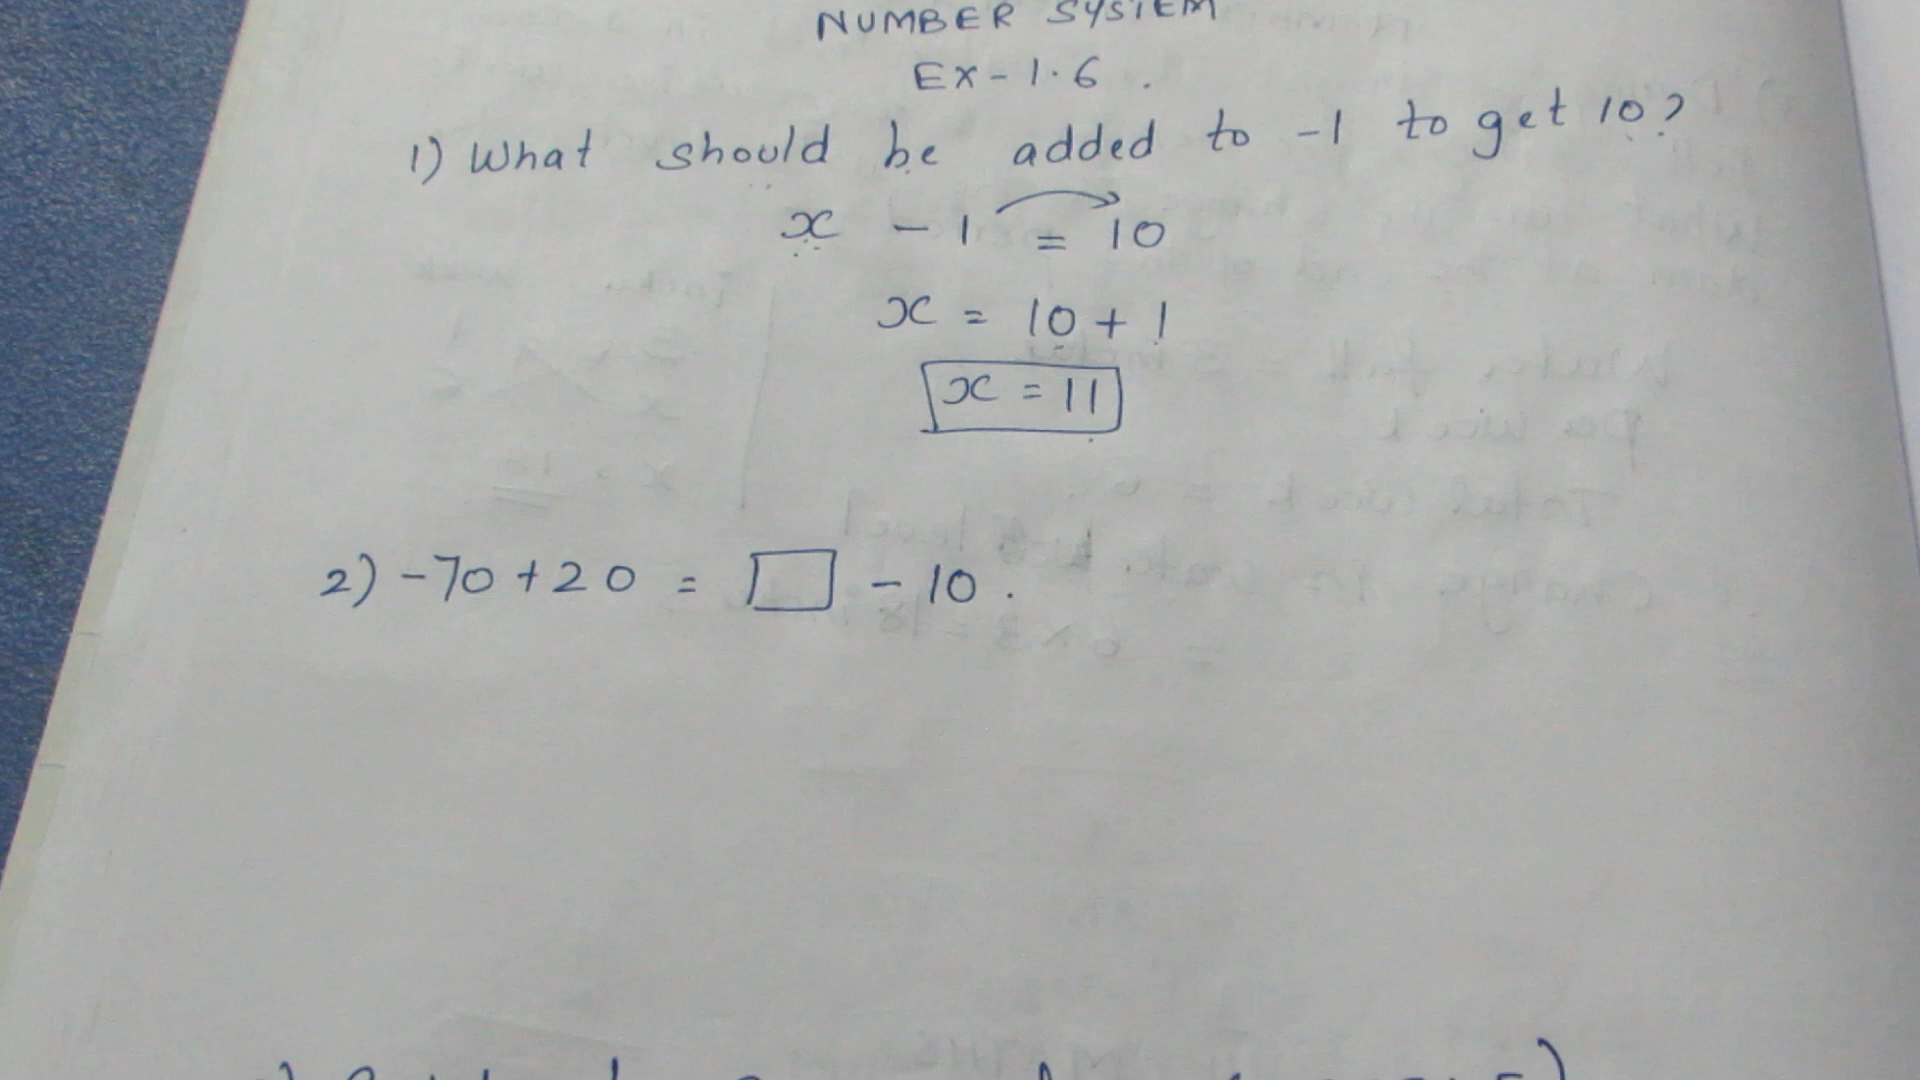 NUMBER SYSTEM
EX-1.6.
1) What should be added to -1 to get 10?
x - 1 = 10
x = 10 + 1
x = 11
2) -70 + 20 = □ - 10.